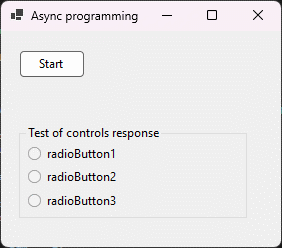 Async programming
Start
Test of controls response
radioButton1
radioButton2
radioButton3